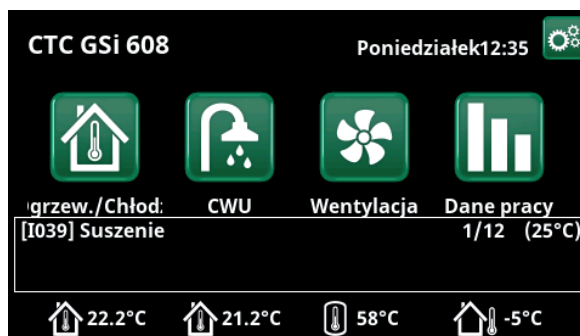 CTC GSi 608
Poniedziałek12:35
grzew./Chłod
CWU
Wentylacja
Dane pracy
[I039] Suszenie 1/12 (25°C)
22.2°C 21.2°C 58°C -5°C